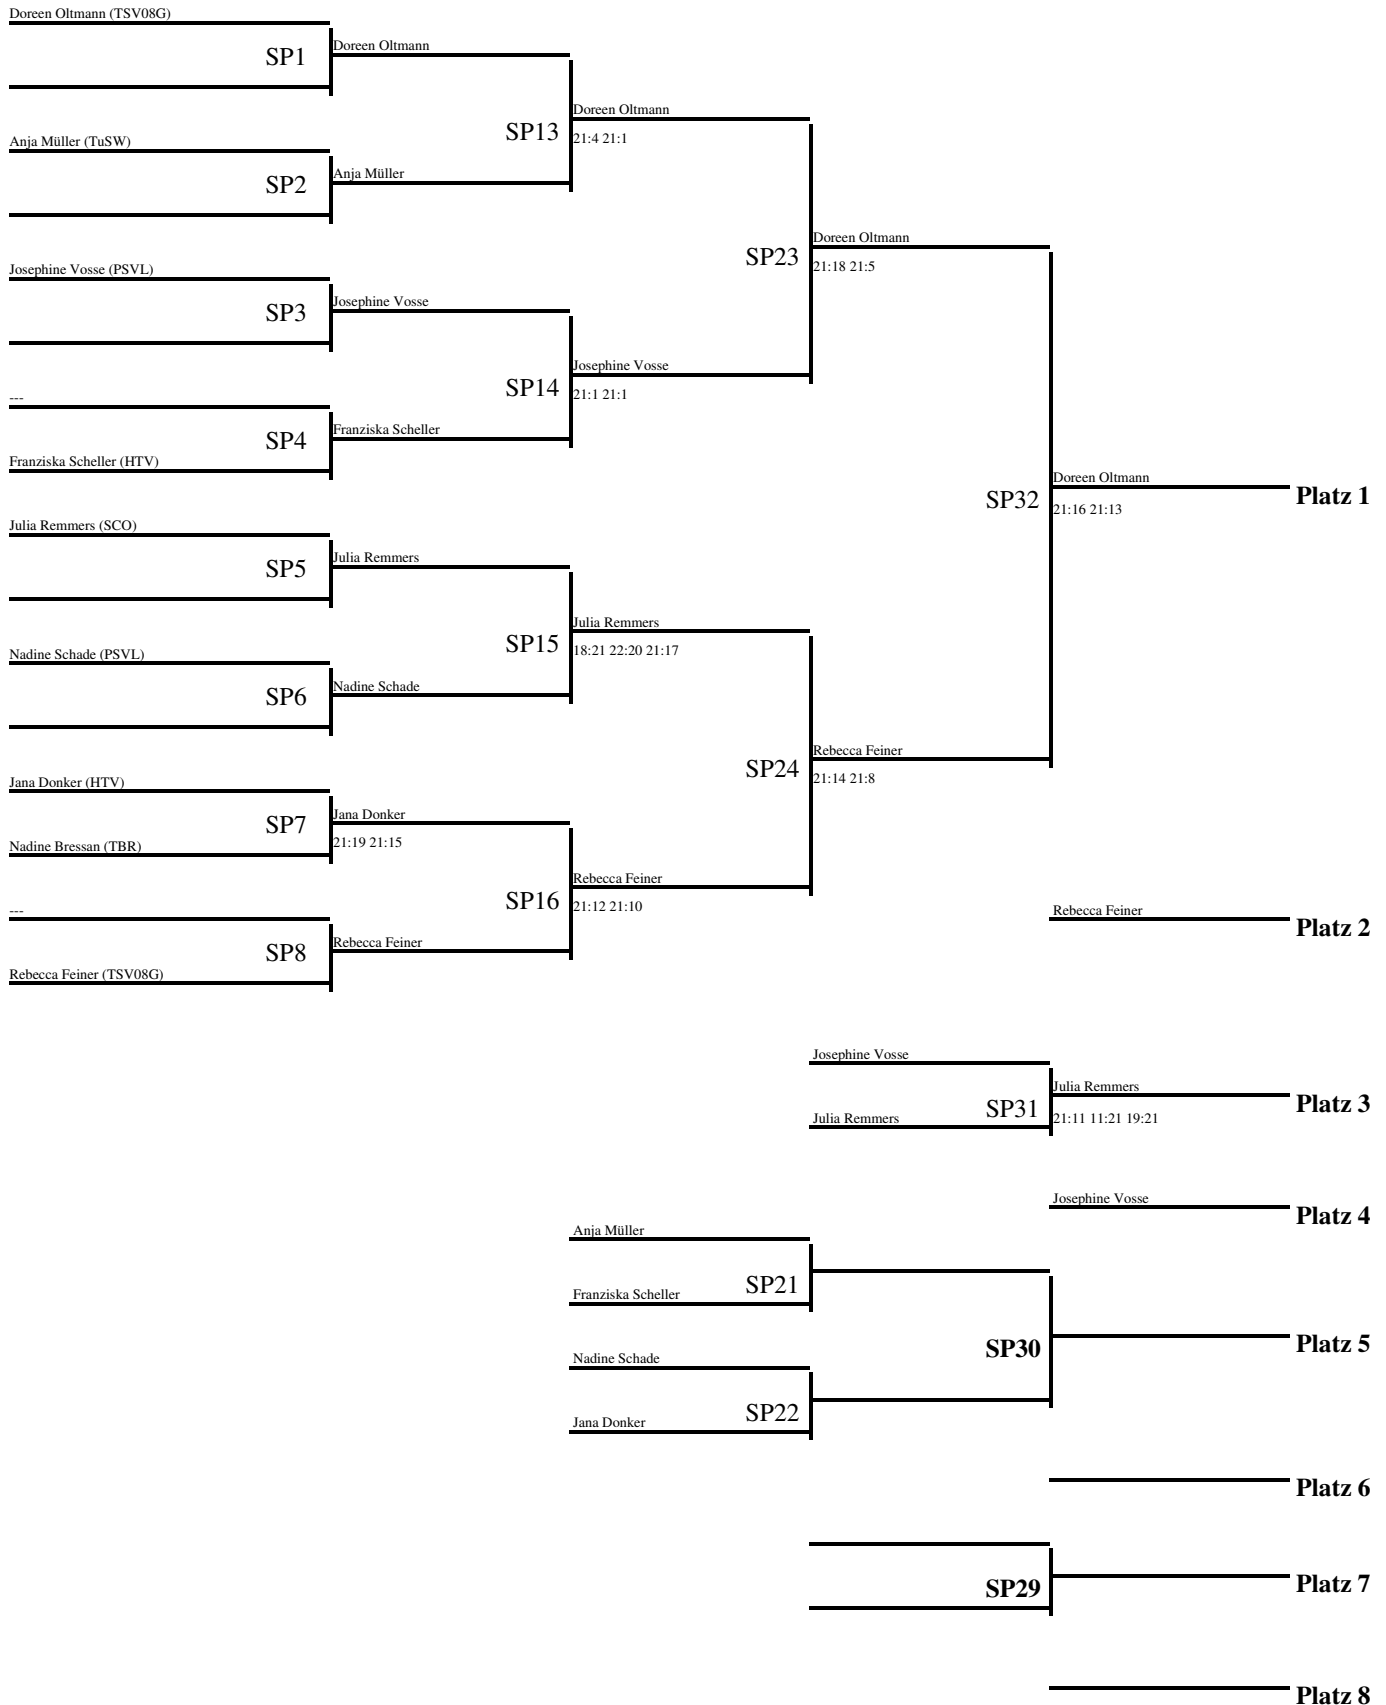 Doreen Oltmann (TSV08G)
Doreen Oltmann
SP1
Doreen Oltmann
SP13
21:4 21:1
Anja Müller (TuSW)
Anja Müller
SP2
Doreen Oltmann
SP23
21:18 21:5
Josephine Vosse (PSVL)
Josephine Vosse
SP3
Josephine Vosse
SP14
21:1 21:1
---
Franziska Scheller
SP4
Franziska Scheller (HTV)
Doreen Oltmann
Platz 1
SP32
21:16 21:13
Julia Remmers (SCO)
Julia Remmers
SP5
Julia Remmers
SP15
18:21 22:20 21:17
Nadine Schade (PSVL)
Nadine Schade
SP6
Rebecca Feiner
SP24
21:14 21:8
Jana Donker (HTV)
Jana Donker
SP7
21:19 21:15
Nadine Bressan (TBR)
Rebecca Feiner
SP16
21:12 21:10
---
Rebecca Feiner
Platz 2
Rebecca Feiner
SP8
Rebecca Feiner (TSV08G)
Josephine Vosse
Julia Remmers
Platz 3
SP31
Julia Remmers
21:11 11:21 19:21
Josephine Vosse
Platz 4
Anja Müller
SP21
Franziska Scheller
Platz 5
SP30
Nadine Schade
SP22
Jana Donker
Platz 6
Platz 7
SP29
Platz 8